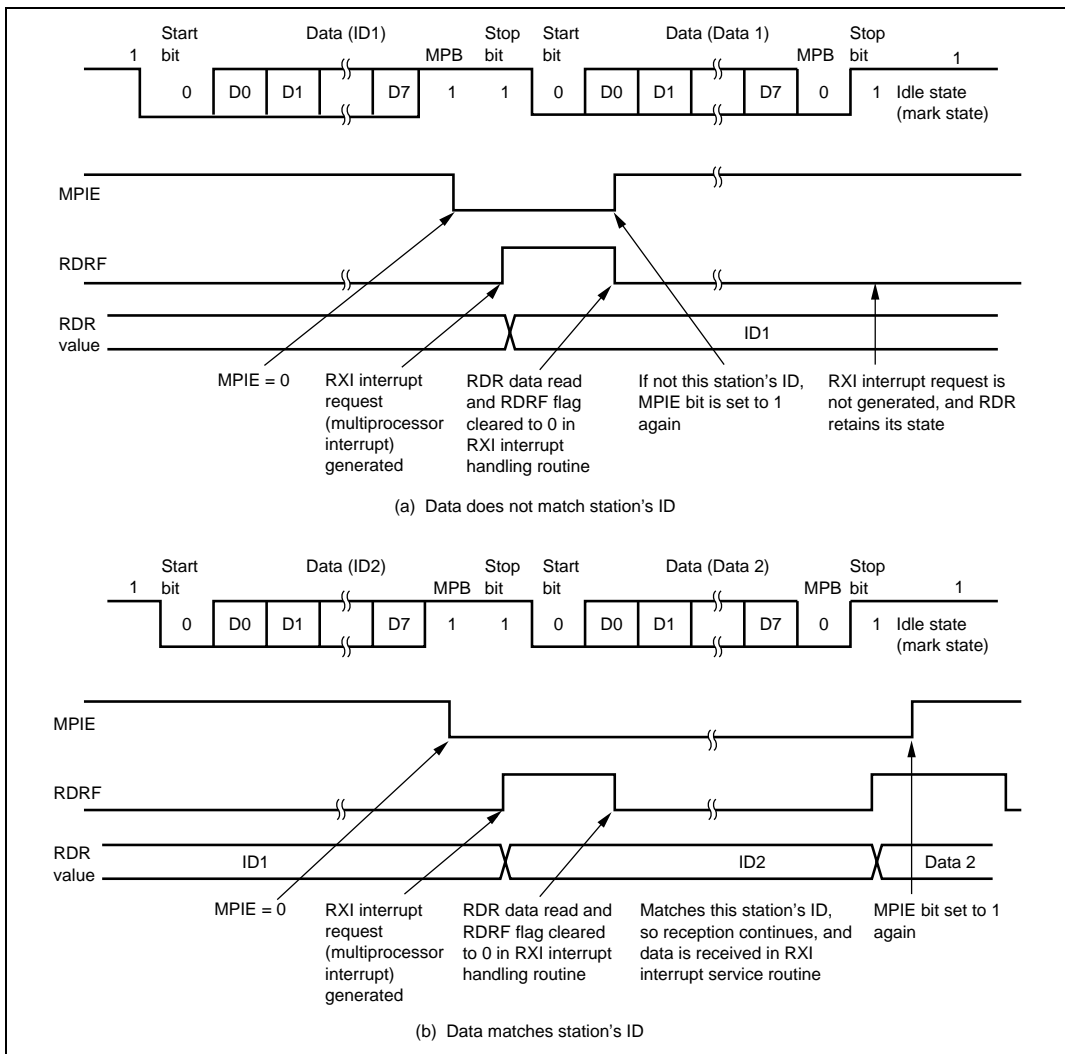 Start bit Data (ID1) MPB Stop bit Start bit Data (Data 1) MPB Stop bit
1 0 D0 D1 D7 1 1 0 D0 D1 D7 0 1 1
Idle state (mark state)
MPIE
RDRF
RDR value
ID1
MPIE = 0
RXI interrupt
request
(multiprocessor
interrupt)
generated
RDR data read
and RDRF flag
cleared to 0 in
RXI interrupt
handling routine
If not this station's ID,
MPIE bit is set to 1
again
RXI interrupt request is
not generated, and RDR
retains its state
(a) Data does not match station's ID
Start bit Data (ID2) MPB Stop bit Start bit Data (Data 2) MPB Stop bit
1 0 D0 D1 D7 1 1 0 D0 D1 D7 0 1 1
Idle state (mark state)
MPIE
RDRF
RDR value
ID1 ID2 Data 2
MPIE = 0
RXI interrupt
request
(multiprocessor
interrupt)
generated
RDR data read and
RDRF flag cleared
to 0 in RXI interrupt
handling routine
Matches this station's ID,
so reception continues, and
data is received in RXI
interrupt service routine
MPIE bit set to 1
again
(b) Data matches station's ID